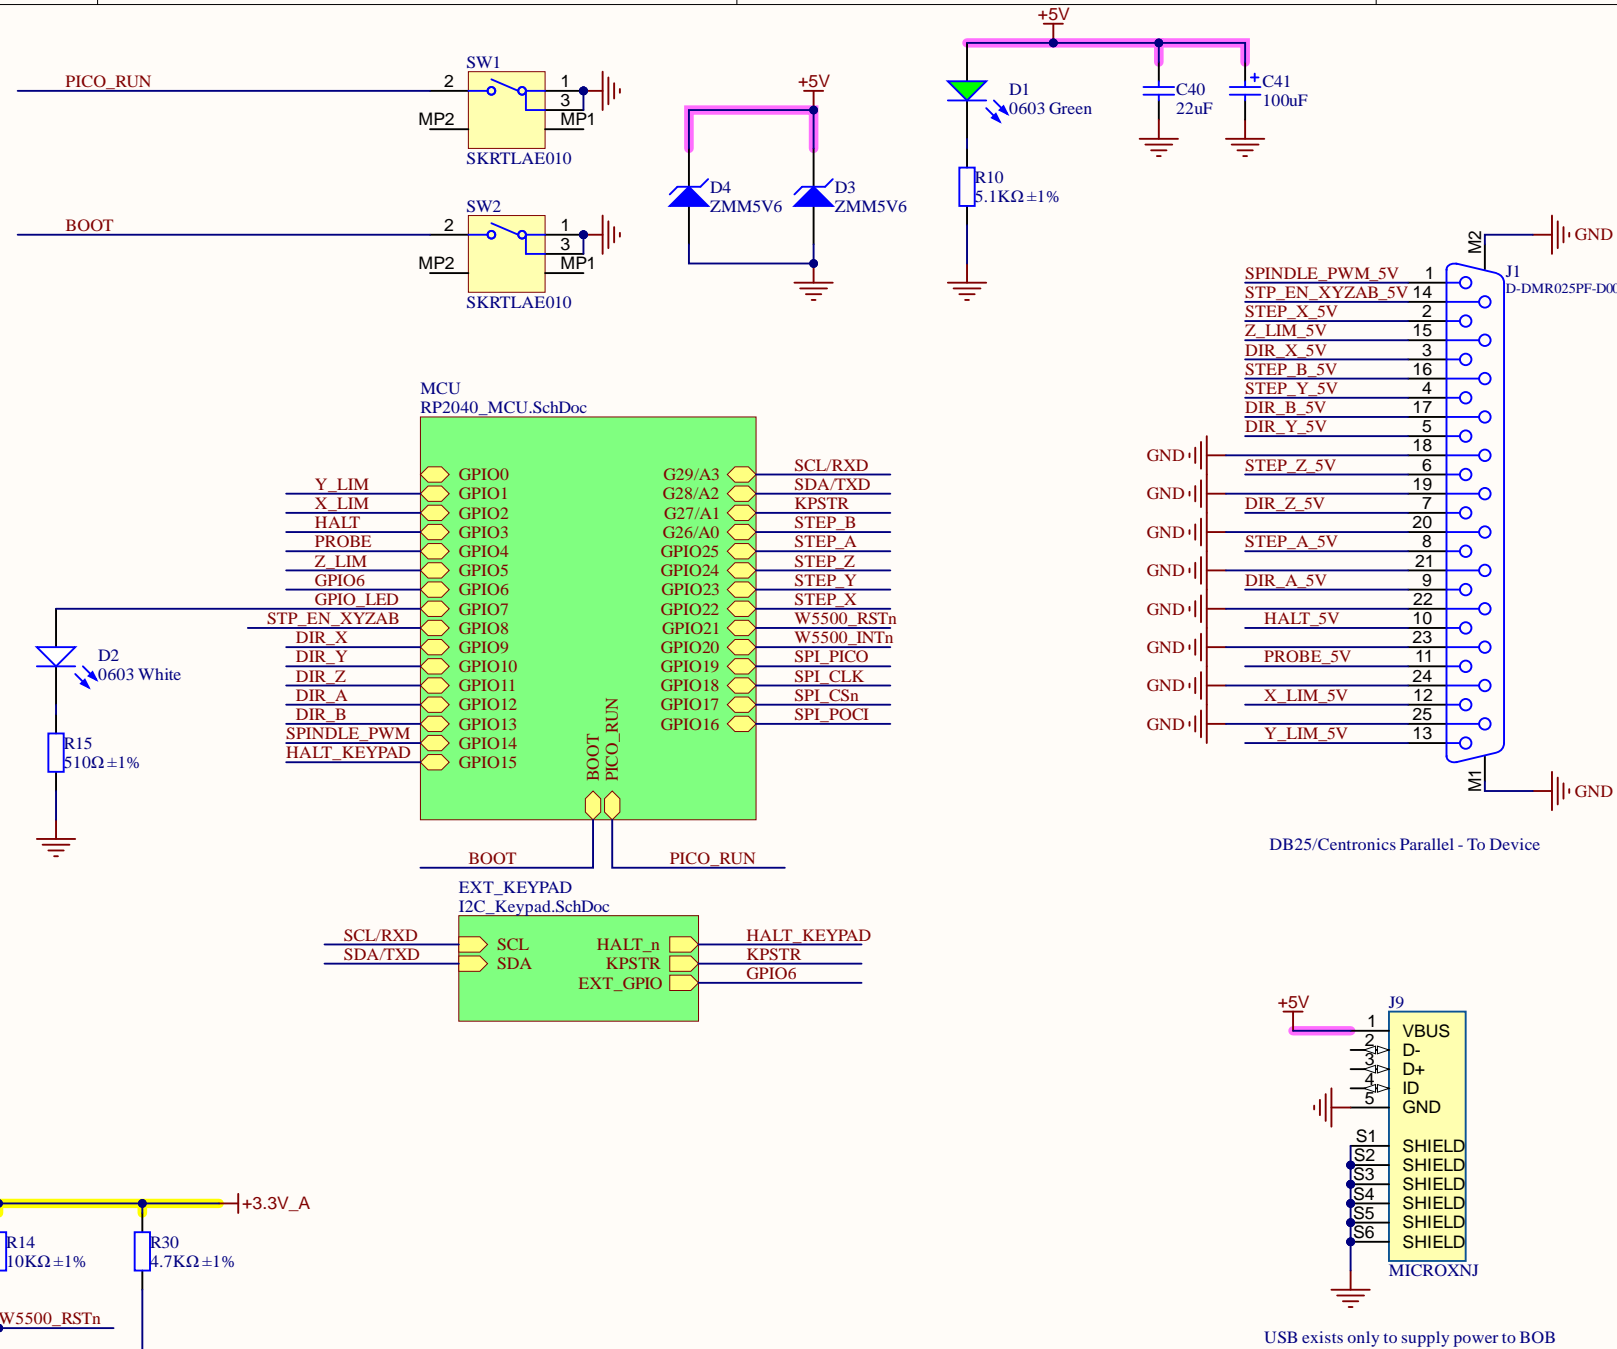 +5V
SW1
PICO_RUN
2
1
3
MP2
MP1
SKRTLAE010
SW2
BOOT
2
1
3
MP2
MP1
SKRTLAE010
+5V
D4
ZMM5V6
D3
ZMM5V6
D1
0603 Green
R10
5.1KΩ ±1%
C40
22uF
+
C41
100uF
M2
GND
J1
D-DMR025PF-D00
SPINDLE_PWM_5V 1
STP_EN_XYZAB_5V 14
STEP_X_5V 2
Z_LIM_5V 15
DIR_X_5V 3
STEP_B_5V 16
STEP_Y_5V 4
DIR_B_5V 17
DIR_Y_5V 5
GND 18
STEP_Z_5V 6
GND 19
DIR_Z_5V 7
GND 20
STEP_A_5V 8
GND 21
DIR_A_5V 9
GND 22
HALT_5V 10
GND 23
PROBE_5V 11
GND 24
X_LIM_5V 12
GND 25
Y_LIM_5V 13
M1
GND
DB25/Centronics Parallel - To Device
MCU
RP2040_MCU.SchDoc
GPIO0
Y_LIM GPIO1
X_LIM GPIO2
HALT GPIO3
PROBE GPIO4
Z_LIM GPIO5
GPIO6 GPIO6
GPIO_LED GPIO7
STP_EN_XYZAB GPIO8
DIR_X GPIO9
DIR_Y GPIO10
DIR_Z GPIO11
DIR_A GPIO12
DIR_B GPIO13
SPINDLE_PWM GPIO14
HALT_KEYPAD GPIO15
G29/A3 SCL/RXD
G28/A2 SDA/TXD
G27/A1 KPSTR
G26/A0 STEP_B
GPIO25 STEP_A
GPIO24 STEP_Z
GPIO23 STEP_Y
GPIO22 STEP_X
GPIO21 W5500_RSTn
GPIO20 W5500_INTn
GPIO19 SPI_PICO
GPIO18 SPI_CLK
GPIO17 SPI_CSn
GPIO16 SPI_POCI
BOOT
PICO_RUN
BOOT
PICO_RUN
D2
0603 White
R15
510Ω ±1%
EXT_KEYPAD
I2C_Keypad.SchDoc
SCL/RXD SCL
SDA/TXD SDA
HALT_n HALT_KEYPAD
KPSTR KPSTR
EXT_GPIO GPIO6
+5V
J9
1 VBUS
2 D-
3 D+
4 ID
5 GND
S1 SHIELD
S2 SHIELD
S3 SHIELD
S4 SHIELD
S5 SHIELD
S6 SHIELD
MICROXNJ
USB exists only to supply power to BOB
+3.3V_A
R14
10KΩ ±1%
R30
4.7KΩ ±1%
W5500_RSTn